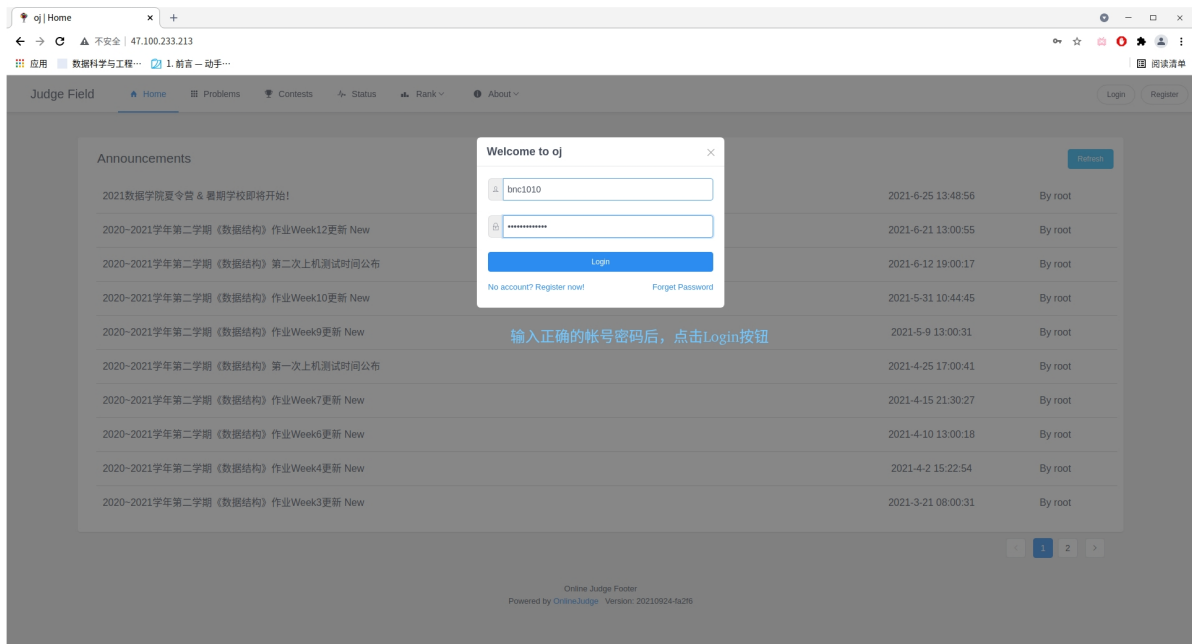 oj | Home
不安全 | 47.100.233.213
应用 数据科学与工程… 1. 前言 — 动手… 阅读清单
Judge Field Home Problems Contests Status Rank About Login Register
Welcome to oj
Announcements Refresh
bnc1010
2021数据学院夏令营 & 暑期学校即将开始! 2021-6-25 13:48:56 By root
•••••••••••••
2020~2021学年第二学期《数据结构》作业Week12更新 New 2021-6-21 13:00:55 By root
Login
2020~2021学年第二学期《数据结构》第二次上机测试时间公布 2021-6-12 19:00:17 By root
No account? Register now! Forget Password
2020~2021学年第二学期《数据结构》作业Week10更新 New 2021-5-31 10:44:45 By root
输入正确的帐号密码后，点击Login按钮
2020~2021学年第二学期《数据结构》作业Week9更新 New 2021-5-9 13:00:31 By root
2020~2021学年第二学期《数据结构》第一次上机测试时间公布 2021-4-25 17:00:41 By root
2020~2021学年第二学期《数据结构》作业Week7更新 New 2021-4-15 21:30:27 By root
2020~2021学年第二学期《数据结构》作业Week6更新 New 2021-4-10 13:00:18 By root
2020~2021学年第二学期《数据结构》作业Week4更新 New 2021-4-2 15:22:54 By root
2020~2021学年第二学期《数据结构》作业Week3更新 New 2021-3-21 08:00:31 By root
< 1 2 >
Online Judge Footer
Powered by OnlineJudge Version: 20210924-fa2f6